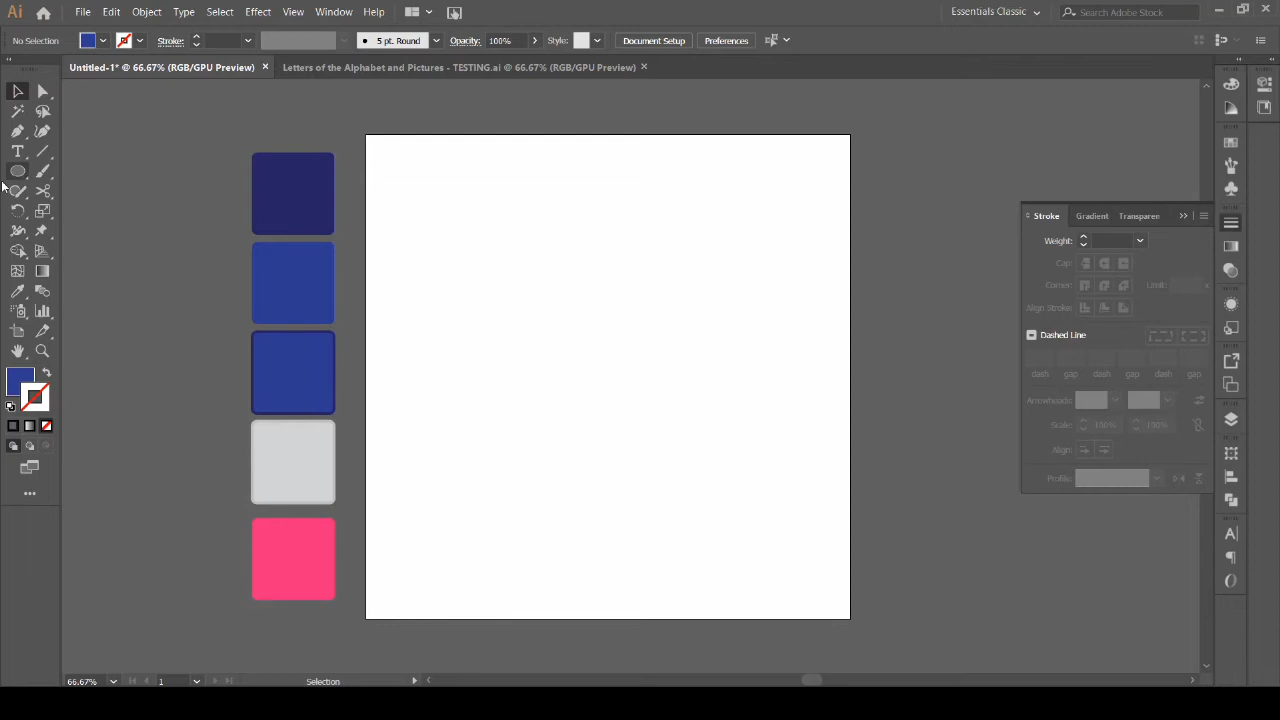 Ai File Edit Object Type Select Effect View Window Help Essentials Classic Search Adobe Stock
No Selection Stroke: 5 pt. Round Opacity: 100% Style: Document Setup Preferences
Untitled-1* @ 66.67% (RGB/GPU Preview) Letters of the Alphabet and Pictures - TESTING.ai @ 66.67% (RGB/GPU Preview)
Stroke Gradient Transparen
Weight:
Cap:
Corner: Limit: x
Align Stroke:
Dashed Line
dash gap dash gap dash gap
Arrowheads:
Scale: 100% 100%
Align:
Profile:
66.67% 1 Selection